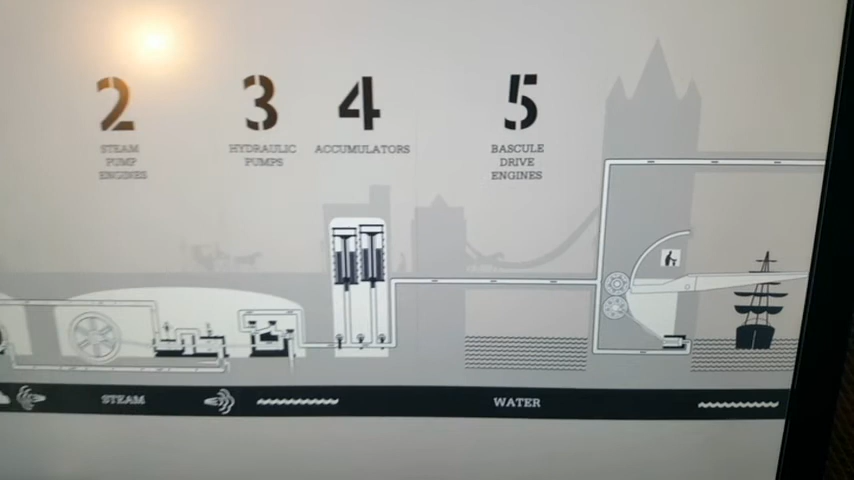 2
STEAM
PUMP
ENGINES
3
HYDRAULIC
PUMPS
4
ACCUMULATORS
5
BASCULE
DRIVE
ENGINES
STEAM
WATER